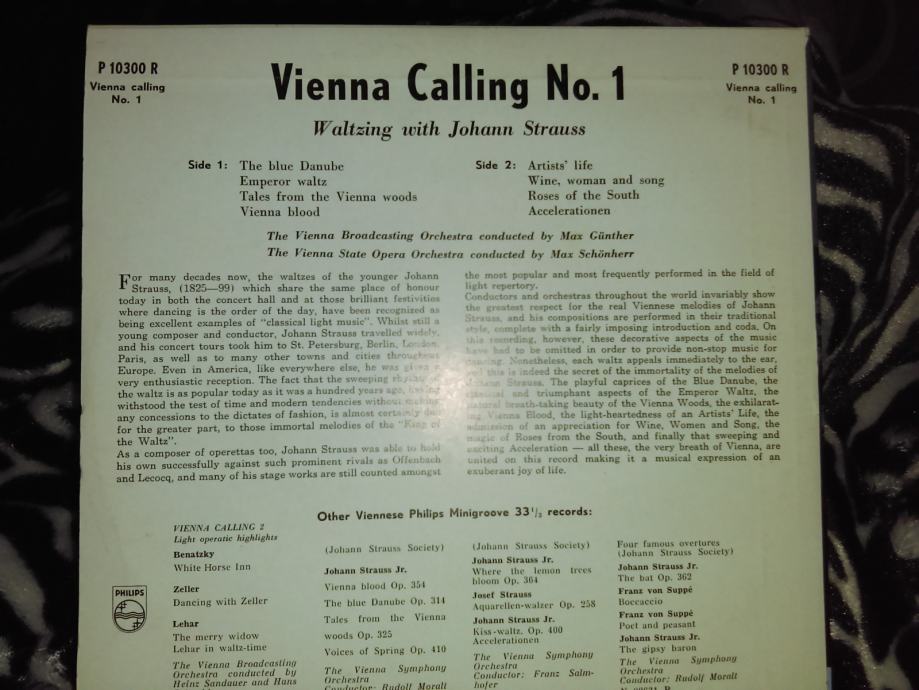 P 10300 R
Vienna calling
No. 1
Vienna Calling No. 1
P 10300 R
Vienna calling
No. 1
Waltzing with Johann Strauss
Side 1: The blue Danube
Emperor waltz
Tales from the Vienna woods
Vienna blood
Side 2: Artists' life
Wine, woman and song
Roses of the South
Accelerationen
The Vienna Broadcasting Orchestra conducted by Max Günther
The Vienna State Opera Orchestra conducted by Max Schönherr
For many decades now, the waltzes of the younger Johann
Strauss, (1825—99) which share the same place of honour
today in both the concert hall and at those brilliant festivities
where dancing is the order of the day, have been recognized as
being excellent examples of "classical light music". Whilst still a
young composer and conductor, Johann Strauss travelled widely,
and his concert tours took him to St. Petersburg, Berlin, London,
Paris, as well as to many other towns and cities throughout
Europe. Even in America, like everywhere else, he was given a
very enthusiastic reception. The fact that the sweeping rhythm of
the waltz is as popular today as it was a hundred years ago, having
withstood the test of time and modern tendencies without making
any concessions to the dictates of fashion, is almost certainly due
for the greater part, to those immortal melodies of the "King of
the Waltz".
As a composer of operettas too, Johann Strauss was able to hold
his own successfully against such prominent rivals as Offenbach
and Lecocq, and many of his stage works are still counted amongst
the most popular and most frequently performed in the field of
light repertory.
Conductors and orchestras throughout the world invariably show
the greatest respect for the real Viennese melodies of Johann
Strauss, and his compositions are performed in their traditional
style, complete with a fairly imposing introduction and coda. On
this recording, however, these decorative aspects of the music
have had to be omitted in order to provide non-stop music for
dancing. Nonetheless, each waltz appeals immediately to the ear,
and this is indeed the secret of the immortality of the melodies of
Johann Strauss. The playful caprices of the Blue Danube, the
classical and triumphant aspects of the Emperor Waltz, the
natural breath-taking beauty of the Vienna Woods, the exhilarat-
ing Vienna Blood, the light-heartedness of an Artists' Life, the
admission of an appreciation for Wine, Women and Song, the
magic of Roses from the South, and finally that sweeping and
exciting Acceleration — all these, the very breath of Vienna, are
united on this record making it a musical expression of an
exuberant joy of life.
Other Viennese Philips Minigroove 33 1/3 records:
VIENNA CALLING 2
Light operatic highlights
Benatzky
White Horse Inn
Zeller
Dancing with Zeller
Lehar
The merry widow
Lehar in waltz-time
The Vienna Broadcasting
Orchestra conducted by
Heinz Sandauer and Hans
PHILIPS
(Johann Strauss Society)
Johann Strauss Jr.
Vienna blood Op. 354
The blue Danube Op. 314
Tales from the Vienna
woods Op. 325
Voices of Spring Op. 410
The Vienna Symphony
Orchestra
Conductor: Rudolf Moralt
(Johann Strauss Society)
Johann Strauss Jr.
Where the lemon trees
bloom Op. 364
Josef Strauss
Aquarellen-walzer Op. 258
Johann Strauss Jr.
Kiss-waltz. Op. 400
Accelerationen
The Vienna Symphony
Orchestra
Conductor: Franz Salm-
hofer
Four famous overtures
(Johann Strauss Society)
Johann Strauss Jr.
The bat Op. 362
Franz von Suppé
Boccaccio
Franz von Suppé
Poet and peasant
Johann Strauss Jr.
The gipsy baron
The Vienna Symphony
Orchestra
Conductor: Rudolf Moralt